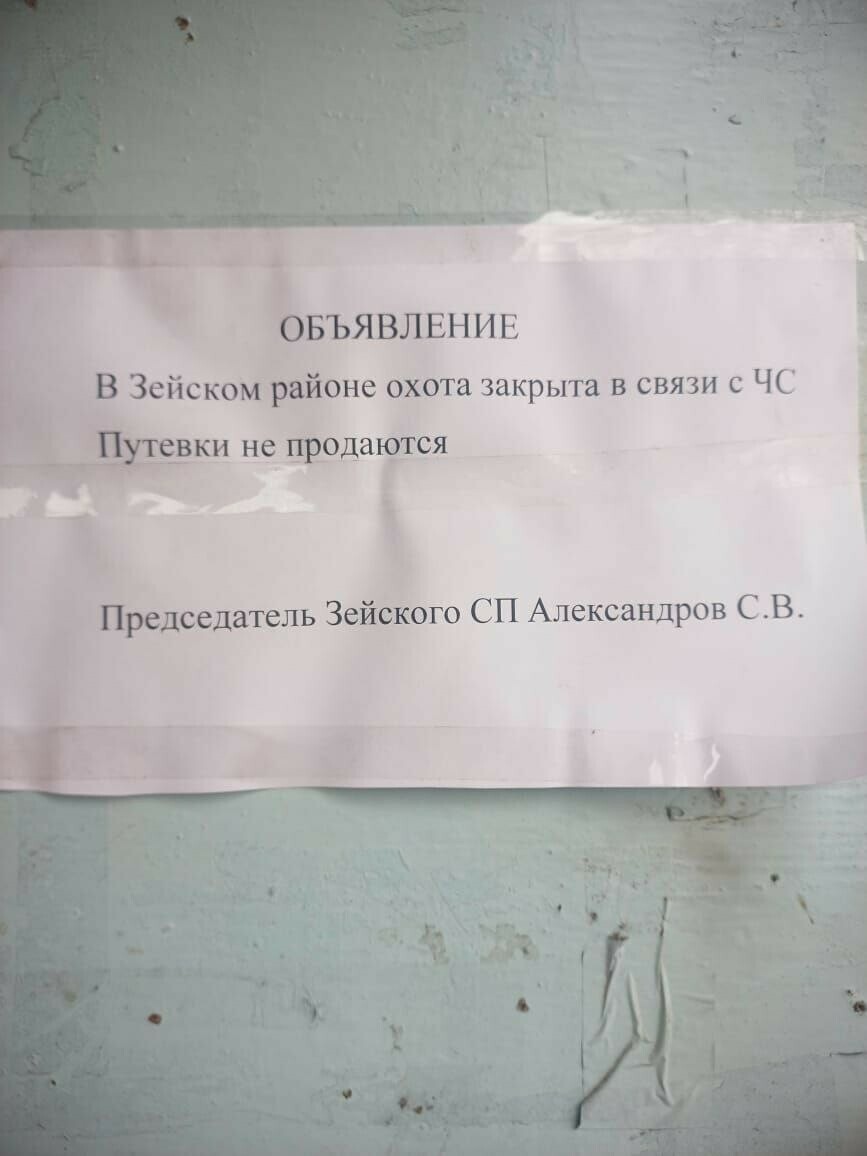 ОБЪЯВЛЕНИЕ
В Зейском районе охота закрыта в связи с ЧС
Путевки не продаются
Председатель Зейского СП Александров С.В.